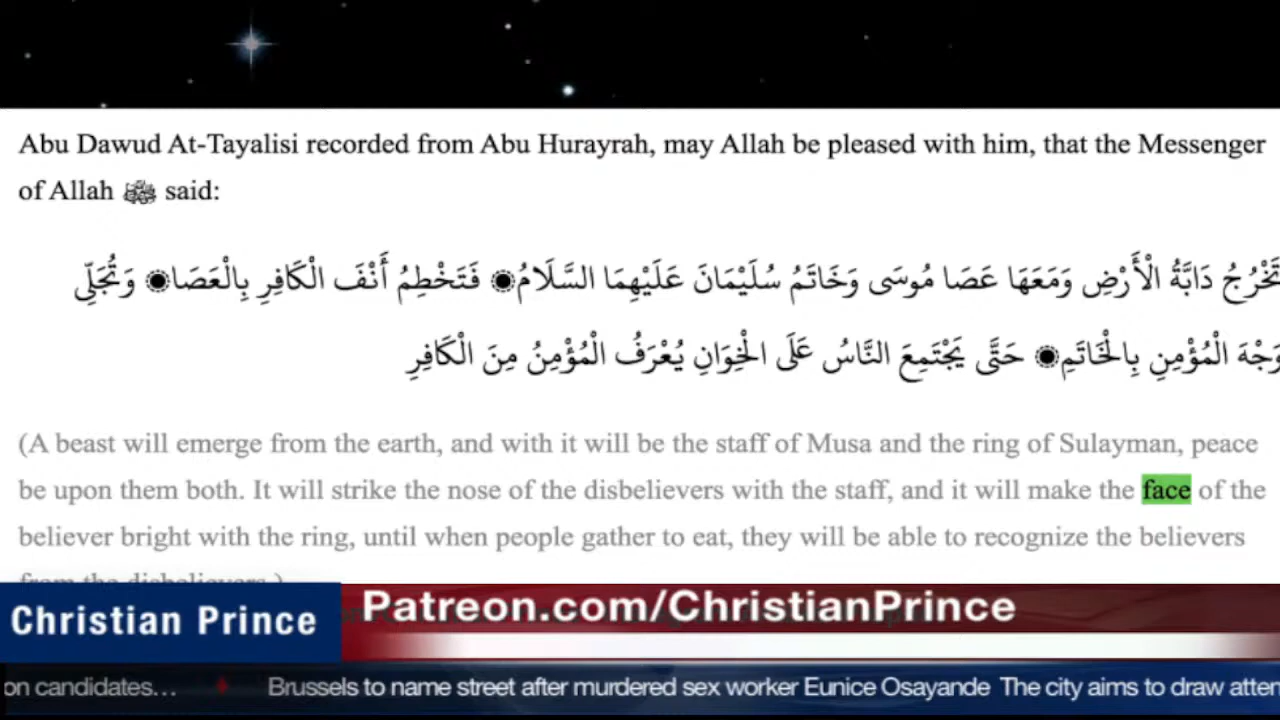 Abu Dawud At-Tayalisi recorded from Abu Hurayrah, may Allah be pleased with him, that the Messenger
of Allah ﷺ said:
تَخْرُجُ دَابَّةُ الْأَرْضِ وَمَعَهَا عَصَا مُوسَى وَخَاتَمُ سُلَيْمَانَ عَلَيْهِمَا السَّلَامُ فَتَخْطِمُ أَنْفَ الْكَافِرِ بِالْعَصَا وَتُجَلِّي
وَجْهَ الْمُؤْمِنِ بِالْخَاتَمِ حَتَّى يَجْتَمِعَ النَّاسُ عَلَى الْخِوَانِ يُعْرَفُ الْمُؤْمِنُ مِنَ الْكَافِرِ
(A beast will emerge from the earth, and with it will be the staff of Musa and the ring of Sulayman, peace
be upon them both. It will strike the nose of the disbelievers with the staff, and it will make the face of the
believer bright with the ring, until when people gather to eat, they will be able to recognize the believers
from the disbelievers.)
Christian Prince
Patreon.com/ChristianPrince
on candidates... Brussels to name street after murdered sex worker Eunice Osayande The city aims to draw atten